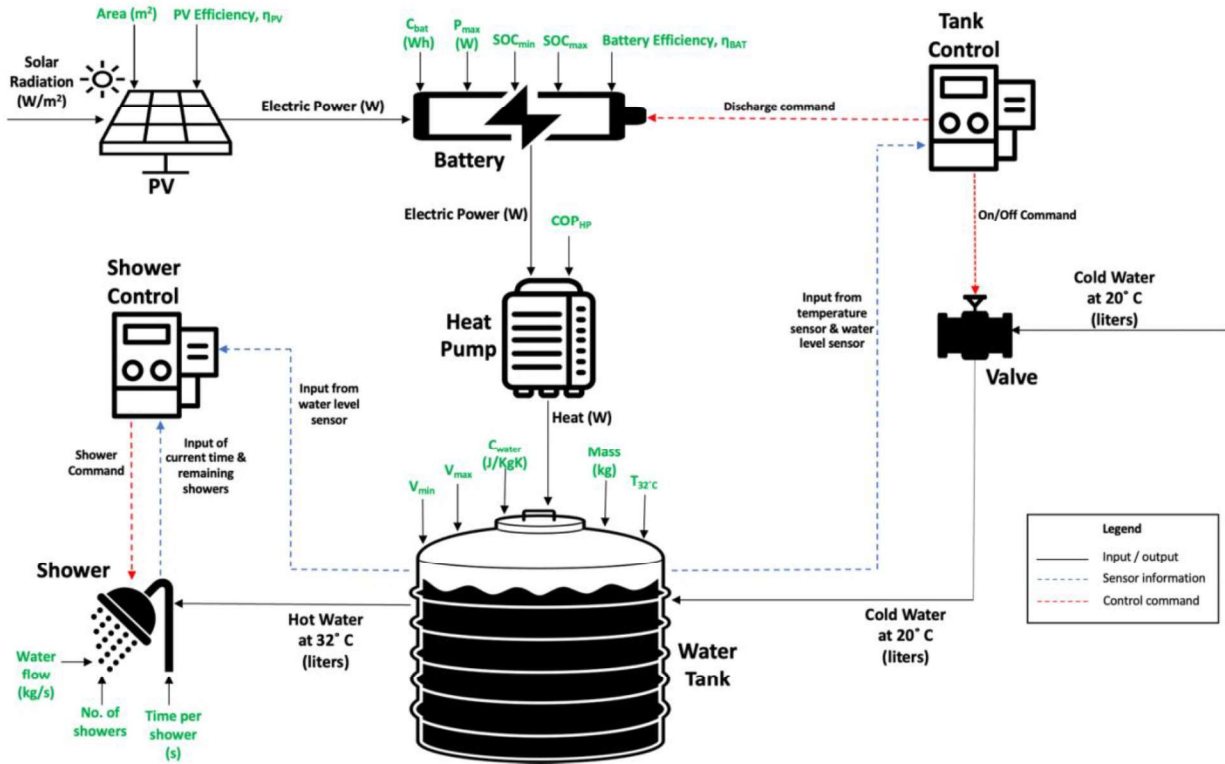 Area (m²)
PV Efficiency, ηPV
Solar
Radiation
(W/m²)
Electric Power (W)
PV
Cbat
(Wh)
Pmax
(W)
SOCmin
SOCmax
Battery Efficiency, ηBAT
Battery
Discharge command
Tank
Control
On/Off Command
Electric Power (W)
COPHP
Heat
Pump
Heat (W)
Shower
Control
Input from
water level
sensor
Shower
Command
Input of
current time &
remaining
showers
Input from
temperature
sensor & water
level sensor
Cold Water
at 20˚ C
(liters)
Valve
Vmin
Vmax
Cwater
(J/KgK)
Mass
(kg)
T32˚C
Shower
Water
flow
(kg/s)
No. of
showers
Time per
shower
(s)
Hot Water
at 32˚ C
(liters)
Water
Tank
Cold Water
at 20˚ C
(liters)
Legend
Input / output
Sensor information
Control command